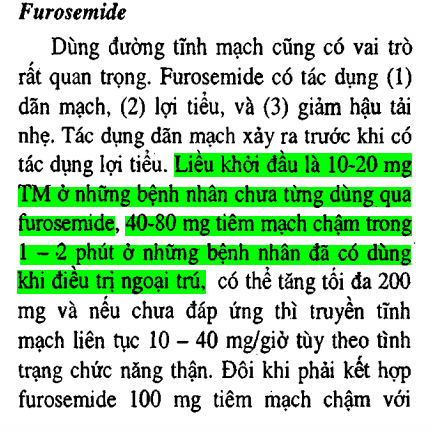 Furosemide
Dùng đường tĩnh mạch cũng có vai trò
rất quan trọng. Furosemide có tác dụng (1)
dãn mạch, (2) lợi tiểu, và (3) giảm hậu tải
nhẹ. Tác dụng dãn mạch xảy ra trước khi có
tác dụng lợi tiểu. Liều khởi đầu là 10-20 mg
TM ở những bệnh nhân chưa từng dùng qua
furosemide, 40-80 mg tiêm mạch chậm trong
1 – 2 phút ở những bệnh nhân đã có dùng
khi điều trị ngoại trú, có thể tăng tối đa 200
mg và nếu chưa đáp ứng thì truyền tĩnh
mạch liên tục 10 – 40 mg/giờ tùy theo tình
trạng chức năng thận. Đôi khi phải kết hợp
furosemide 100 mg tiêm mạch chậm với